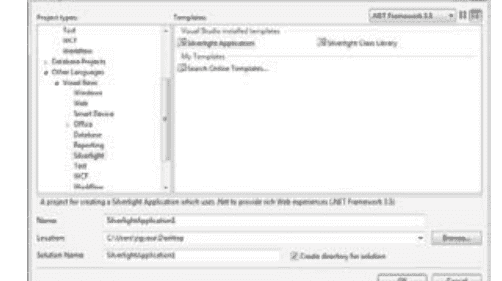 Project types:
Templates:
.NET Framework 3.5
Test
WCF
Workflow
Database Projects
Other Languages
Visual Basic
Windows
Web
Smart Device
Office
Database
Reporting
Silverlight
Test
WCF
Workflow
Visual Studio installed templates
Silverlight Application
Silverlight Class Library
My Templates
Search Online Templates...
A project for creating a Silverlight Application which uses .Net to provide rich Web experiences (.NET Framework 3.5)
Name:
SilverlightApplication1
Location:
Desktop
Browse...
Solution Name:
SilverlightApplication1
Create directory for solution
OK
Cancel